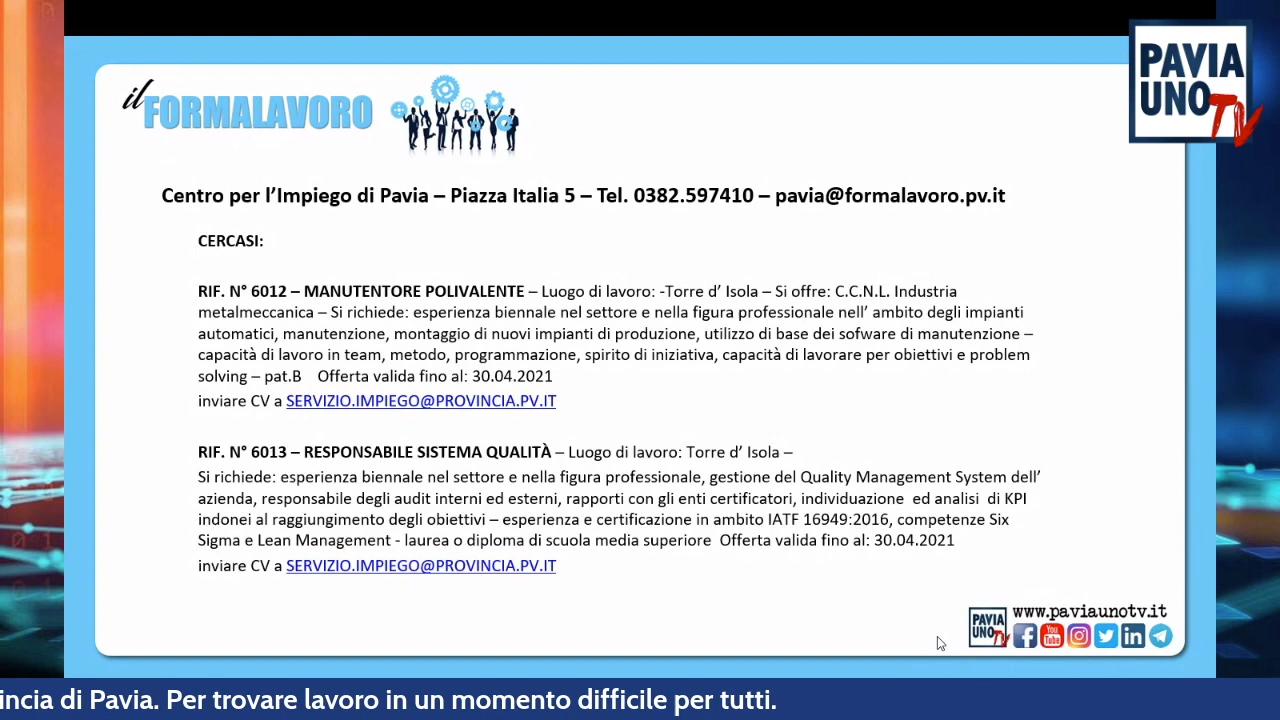 PAVIA
UNO TV
il FORMALAVORO
Centro per l’Impiego di Pavia – Piazza Italia 5 – Tel. 0382.597410 – pavia@formalavoro.pv.it
CERCASI:
RIF. N° 6012 – MANUTENTORE POLIVALENTE – Luogo di lavoro: -Torre d’ Isola – Si offre: C.C.N.L. Industria
metalmeccanica – Si richiede: esperienza biennale nel settore e nella figura professionale nell’ ambito degli impianti
automatici, manutenzione, montaggio di nuovi impianti di produzione, utilizzo di base dei sofware di manutenzione –
capacità di lavoro in team, metodo, programmazione, spirito di iniziativa, capacità di lavorare per obiettivi e problem
solving – pat.B Offerta valida fino al: 30.04.2021
inviare CV a SERVIZIO.IMPIEGO@PROVINCIA.PV.IT
RIF. N° 6013 – RESPONSABILE SISTEMA QUALITÀ – Luogo di lavoro: Torre d’ Isola –
Si richiede: esperienza biennale nel settore e nella figura professionale, gestione del Quality Management System dell’
azienda, responsabile degli audit interni ed esterni, rapporti con gli enti certificatori, individuazione ed analisi di KPI
indonei al raggiungimento degli obiettivi – esperienza e certificazione in ambito IATF 16949:2016, competenze Six
Sigma e Lean Management - laurea o diploma di scuola media superiore Offerta valida fino al: 30.04.2021
inviare CV a SERVIZIO.IMPIEGO@PROVINCIA.PV.IT
www.paviaunotv.it
PAVIA
UNO TV
You Tube
incia di Pavia. Per trovare lavoro in un momento difficile per tutti.